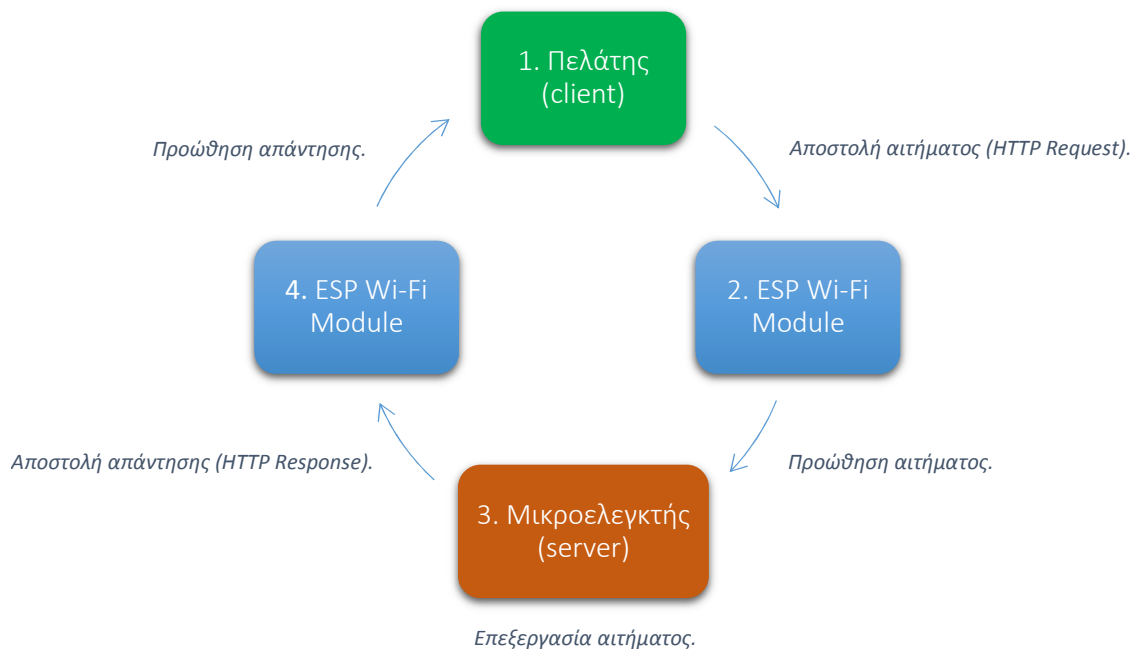 1. Πελάτης
(client)
Προώθηση απάντησης.
Αποστολή αιτήματος (HTTP Request).
4. ESP Wi-Fi
Module
2. ESP Wi-Fi
Module
Αποστολή απάντησης (HTTP Response).
Προώθηση αιτήματος.
3. Μικροελεγκτής
(server)
Επεξεργασία αιτήματος.